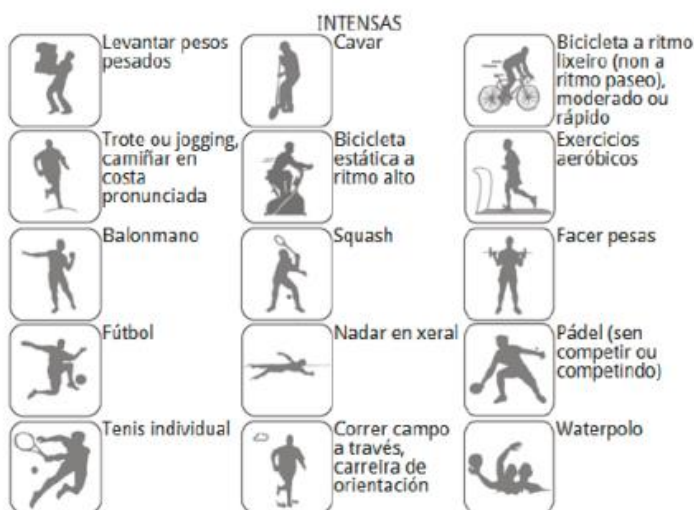 INTENSAS
Levantar pesos
pesados
Cavar
Bicicleta a ritmo
lixeiro (non a
ritmo paseo),
moderado ou
rápido
Trote ou jogging,
camiñar en
costa
pronunciada
Bicicleta
estática a
ritmo alto
Exercicios
aeróbicos
Balonmano
Squash
Facer pesas
Fútbol
Nadar en xeral
Pádel (sen
competir ou
competindo)
Tenis individual
Correr campo
a través,
carreira de
orientación
Waterpolo